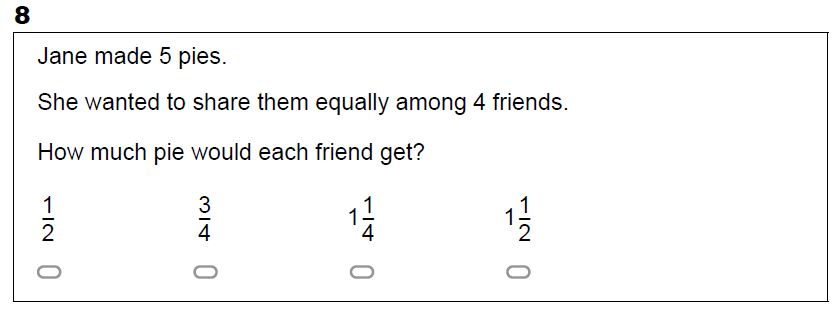 8
Jane made 5 pies.
She wanted to share them equally among 4 friends.
How much pie would each friend get?
1/2 3/4 1 1/4 1 1/2